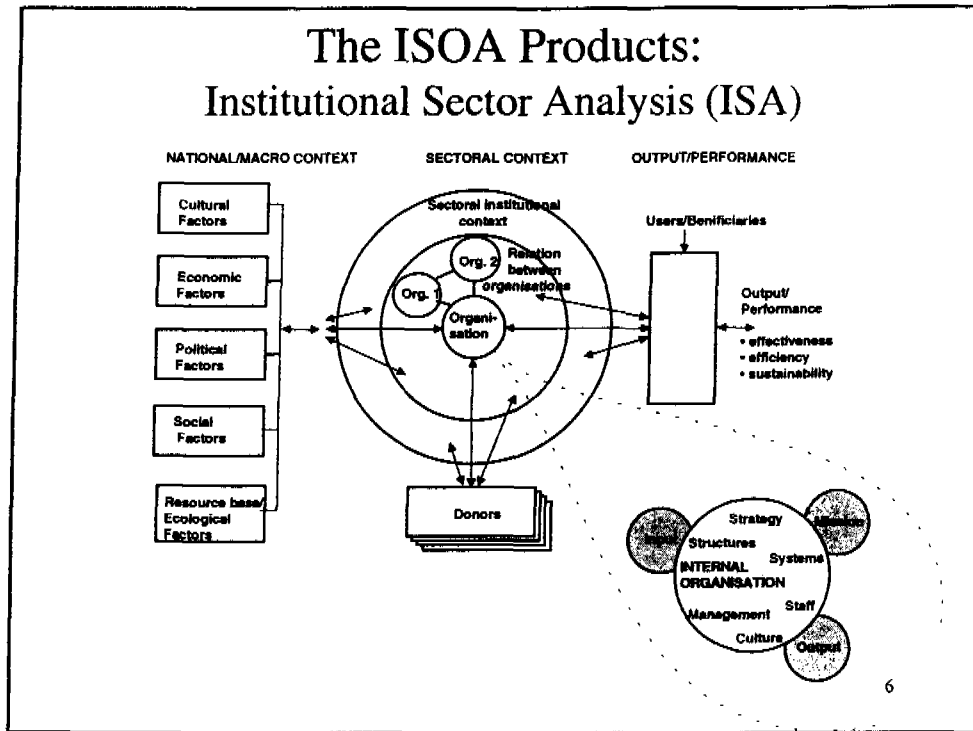 The ISOA Products:
Institutional Sector Analysis (ISA)
NATIONAL/MACRO CONTEXT
SECTORAL CONTEXT
OUTPUT/PERFORMANCE
Cultural
Factors
Economic
Factors
Political
Factors
Social
Factors
Resource base/
Ecological
Factors
Sectoral institutional
context
Org. 2
Relation
between
organisations
Org. 1
Organi-
sation
Donors
Users/Benificiaries
Output/
Performance
• effectiveness
• efficiency
• sustainability
Input
Mission
Strategy
Structures
Systems
INTERNAL
ORGANISATION
Management
Staff
Culture
Output
6